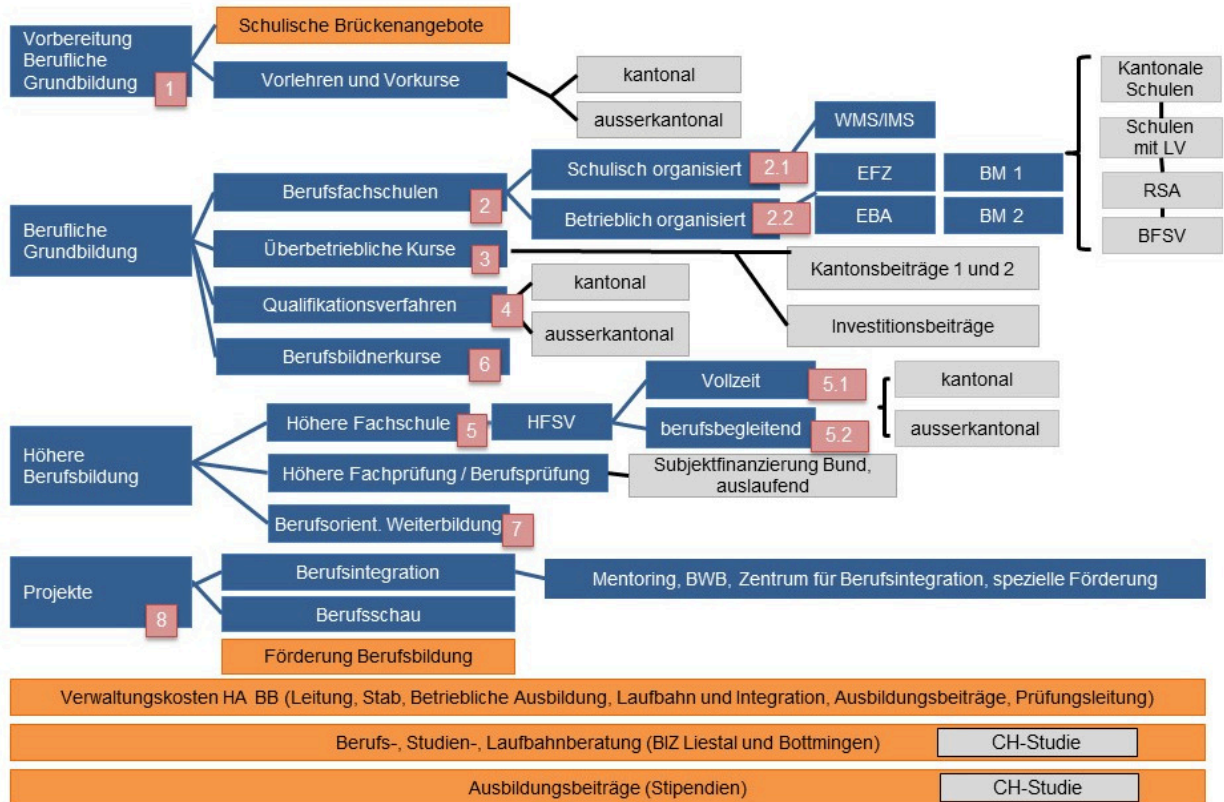 Vorbereitung
Berufliche
Grundbildung
1
Schulische Brückenangebote
Vorlehren und Vorkurse
kantonal
ausserkantonal
Berufliche
Grundbildung
Berufsfachschulen
2
Schulisch organisiert
2.1
Betrieblich organisiert
2.2
WMS/IMS
EFZ
BM 1
EBA
BM 2
Kantonale
Schulen
Schulen
mit LV
RSA
BFSV
Überbetriebliche Kurse
3
Kantonsbeiträge 1 und 2
Investitionsbeiträge
Qualifikationsverfahren
4
kantonal
ausserkantonal
Berufsbildnerkurse
6
Höhere
Berufsbildung
Höhere Fachschule
5
HFSV
Vollzeit
5.1
berufsbegleitend
5.2
kantonal
ausserkantonal
Höhere Fachprüfung / Berufsprüfung
Subjektfinanzierung Bund,
auslaufend
Berufsorient. Weiterbildung
7
Projekte
8
Berufsintegration
Mentoring, BWB, Zentrum für Berufsintegration, spezielle Förderung
Berufsschau
Förderung Berufsbildung
Verwaltungskosten HA BB (Leitung, Stab, Betriebliche Ausbildung, Laufbahn und Integration, Ausbildungsbeiträge, Prüfungsleitung)
Berufs-, Studien-, Laufbahnberatung (BIZ Liestal und Bottmingen)
CH-Studie
Ausbildungsbeiträge (Stipendien)
CH-Studie